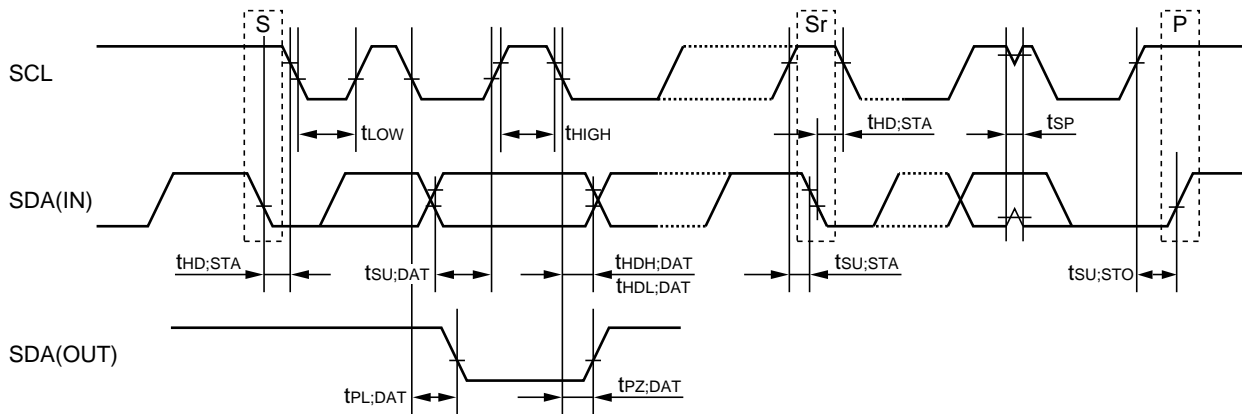 S Sr P
SCL
tLOW tHIGH tHD;STA tSP
SDA(IN)
tHD;STA tSU;DAT tHDH;DAT tSU;STA tSU;STO
tHDL;DAT
SDA(OUT)
tPL;DAT tPZ;DAT